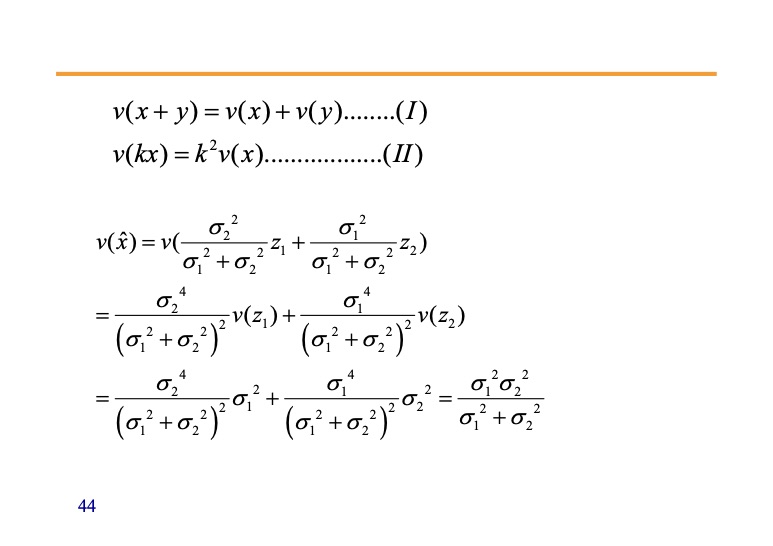 v(x + y) = v(x) + v(y)........(I)
v(kx) = k²v(x)..................(II)
v(x̂) = v(σ₂²/(σ₁² + σ₂²) z₁ + σ₁²/(σ₁² + σ₂²) z₂)
= σ₂⁴/(σ₁² + σ₂²)² v(z₁) + σ₁⁴/(σ₁² + σ₂²)² v(z₂)
= σ₂⁴/(σ₁² + σ₂²)² σ₁² + σ₁⁴/(σ₁² + σ₂²)² σ₂² = σ₁²σ₂²/(σ₁² + σ₂²)
44